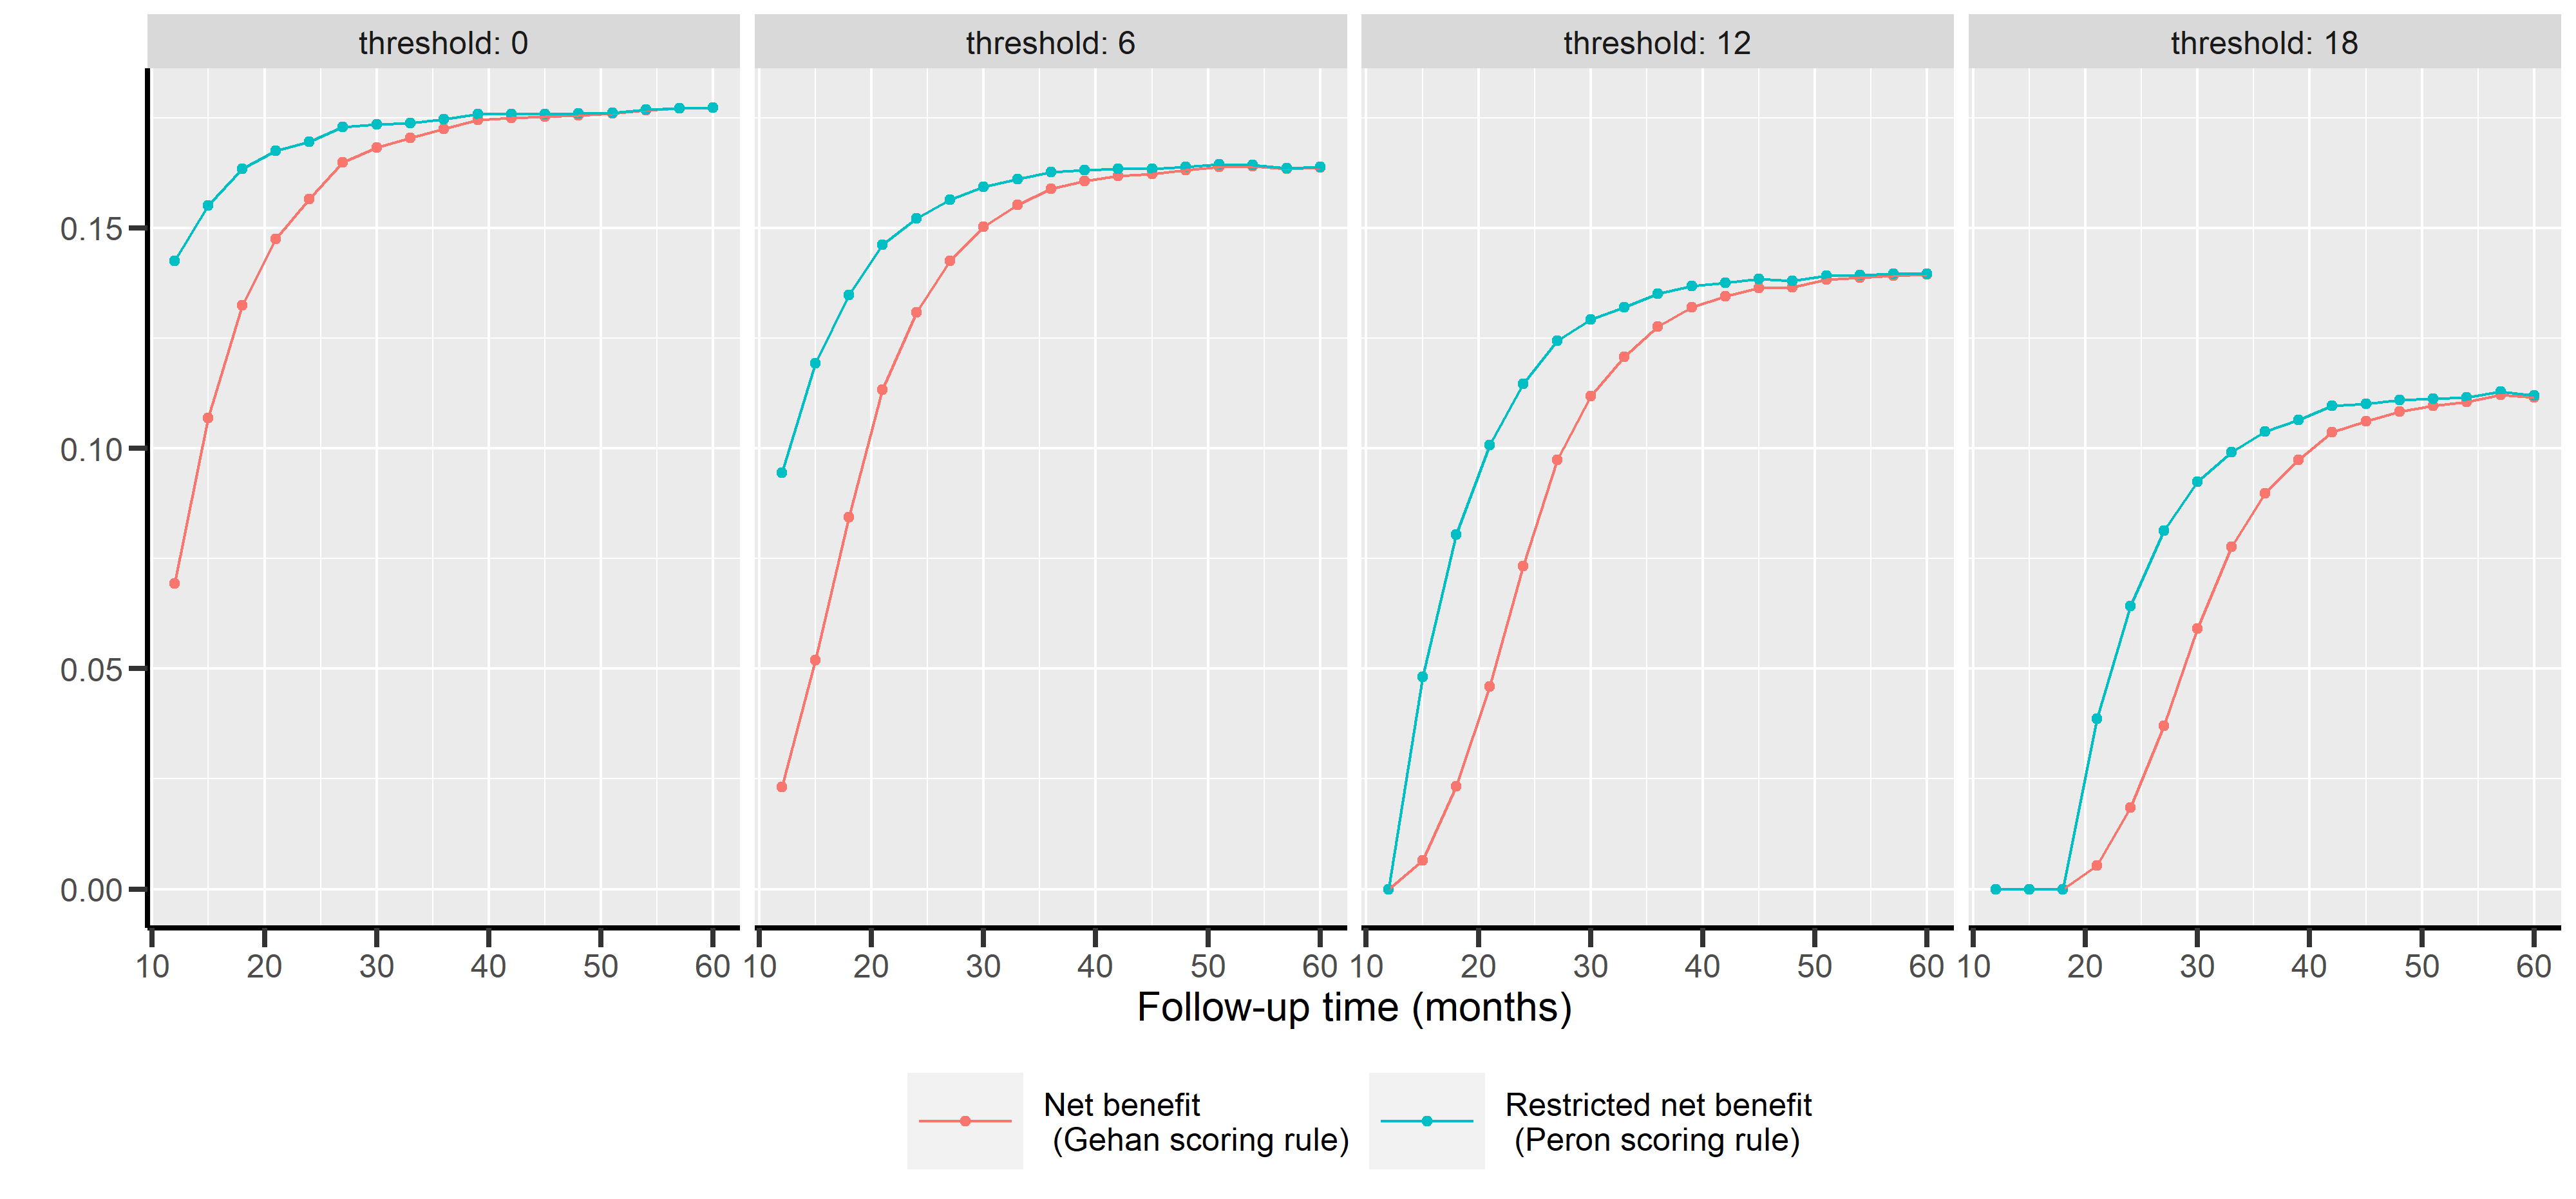 threshold: 0
threshold: 6
threshold: 12
threshold: 18
0.15
0.10
0.05
0.00
10 20 30 40 50 60
10 20 30 40 50 60
10 20 30 40 50 60
10 20 30 40 50 60
Follow-up time (months)
Net benefit
(Gehan scoring rule)
Restricted net benefit
(Peron scoring rule)